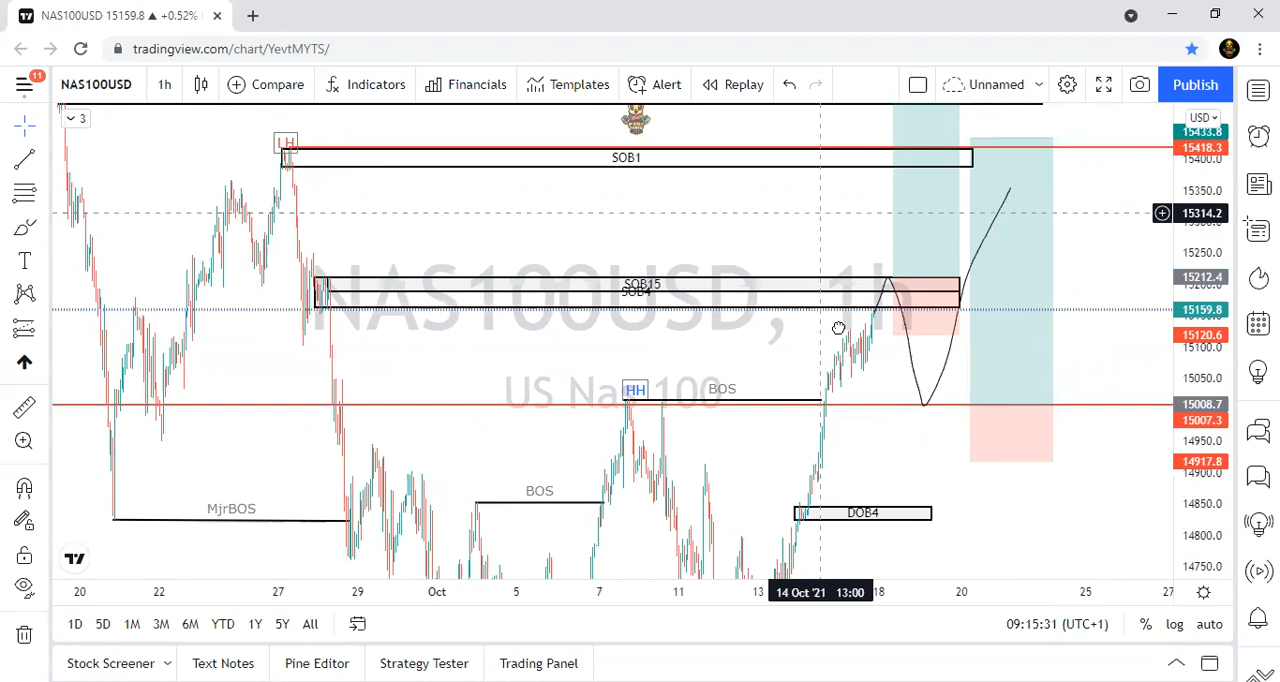 NAS100USD 15159.8 ▲ +0.52%
tradingview.com/chart/YevtMYTS/
11
NAS100USD 1h Compare Indicators Financials Templates Alert Replay Unnamed Publish
3
USD
LH
SOB1
SOB15
SOB4
NAS100USD, 1h
US Nas 100
HH
BOS
BOS
MjrBOS
DOB4
15433.8
15418.3
15400.0
15350.0
15314.2
15250.0
15212.4
15159.8
15120.6
15100.0
15050.0
15008.7
15007.3
14950.0
14917.8
14900.0
14850.0
14800.0
14750.0
20 22 27 29 Oct 5 7 11 13 14 Oct '21 13:00 18 20 25 27
1D 5D 1M 3M 6M YTD 1Y 5Y All 09:15:31 (UTC+1) % log auto
Stock Screener Text Notes Pine Editor Strategy Tester Trading Panel